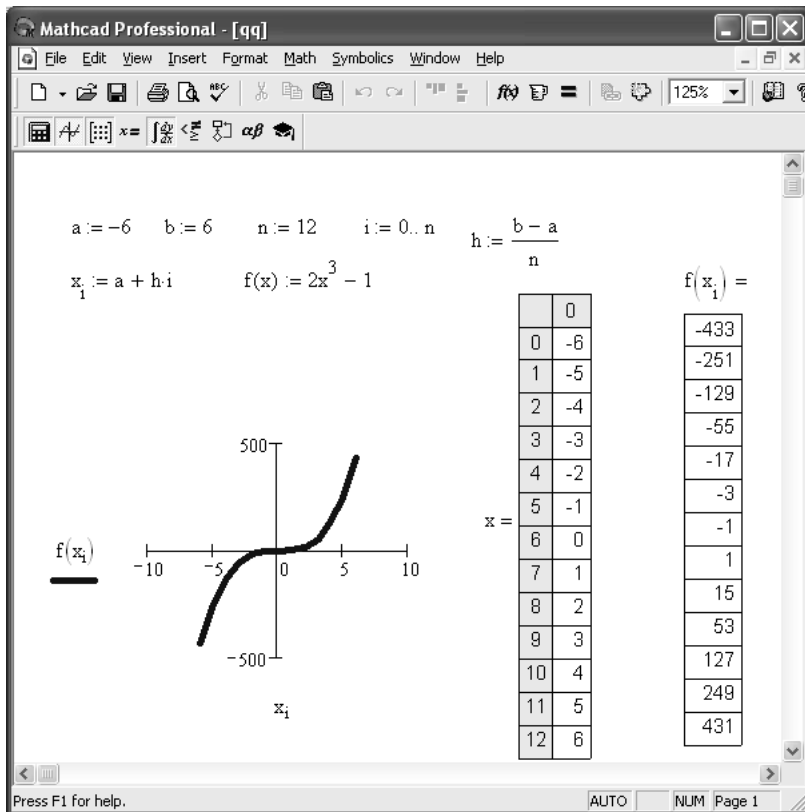 Mathcad Professional - [qq]
File Edit View Insert Format Math Symbolics Window Help
ABC f(x) = 125% ?
x= ∫ dy/dx <≠≥ αβ
a := −6 b := 6 n := 12 i := 0.. n h := (b − a)/n
x_i := a + h·i f(x) := 2x^3 − 1 f(x_i) =
x =
0
0 -6
1 -5
2 -4
3 -3
4 -2
5 -1
6 0
7 1
8 2
9 3
10 4
11 5
12 6
-433
-251
-129
-55
-17
-3
-1
1
15
53
127
249
431
500
f(x_i)
−10 −5 0 5 10
−500
x_i
Press F1 for help. AUTO NUM Page 1